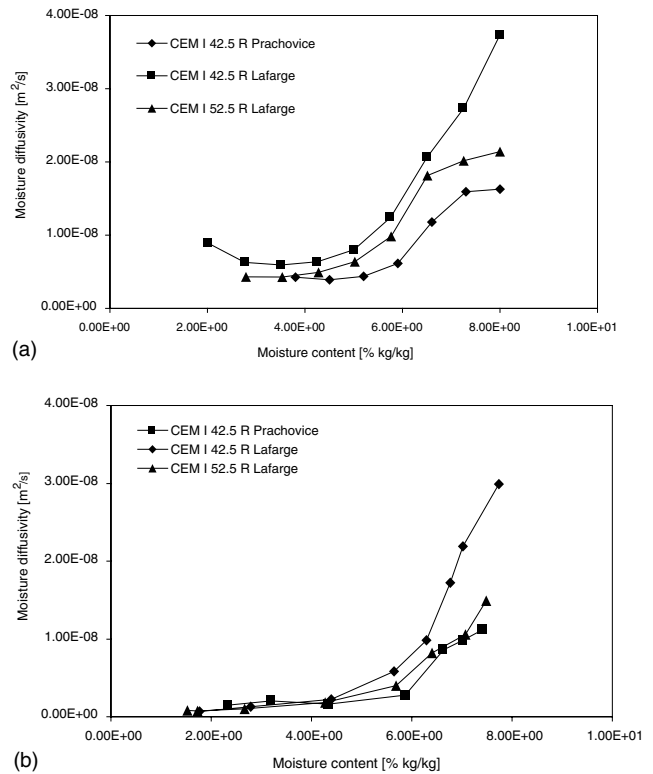 4.00E-08
3.00E-08
2.00E-08
1.00E-08
0.00E+00
Moisture diffusivity [m²/s]
CEM I 42.5 R Prachovice
CEM I 42.5 R Lafarge
CEM I 52.5 R Lafarge
0.00E+00 2.00E+00 4.00E+00 6.00E+00 8.00E+00 1.00E+01
Moisture content [% kg/kg]
(a)
4.00E-08
3.00E-08
2.00E-08
1.00E-08
0.00E+00
Moisture diffusivity [m²/s]
CEM I 42.5 R Prachovice
CEM I 42.5 R Lafarge
CEM I 52.5 R Lafarge
0.00E+00 2.00E+00 4.00E+00 6.00E+00 8.00E+00 1.00E+01
Moisture content [% kg/kg]
(b)